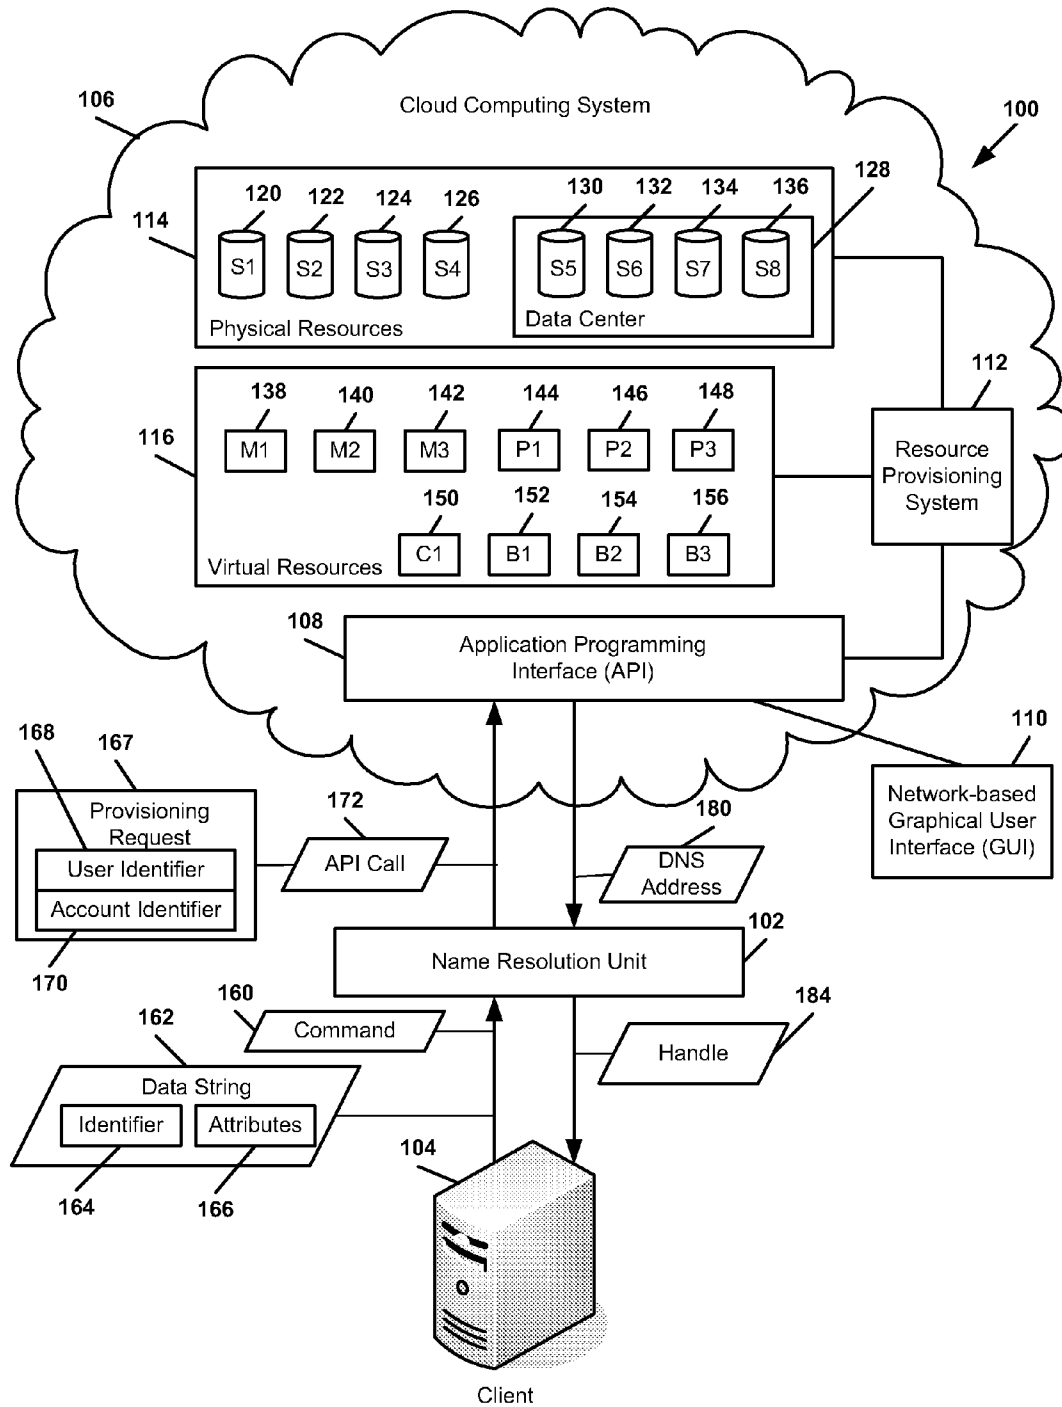 Cloud Computing System
106
100
120 122 124 126 130 132 134 136 128
114
S1 S2 S3 S4 S5 S6 S7 S8
Data Center
Physical Resources
112
138 140 142 144 146 148
116
M1 M2 M3 P1 P2 P3
Resource
Provisioning
System
150 152 154 156
C1 B1 B2 B3
Virtual Resources
108
Application Programming
Interface (API)
168 167
110
Provisioning
Request
User Identifier
Account Identifier
170
172
API Call
180
DNS
Address
Network-based
Graphical User
Interface (GUI)
102
Name Resolution Unit
160
Command
184
Handle
162
Data String
Identifier Attributes
164 166
104
Client